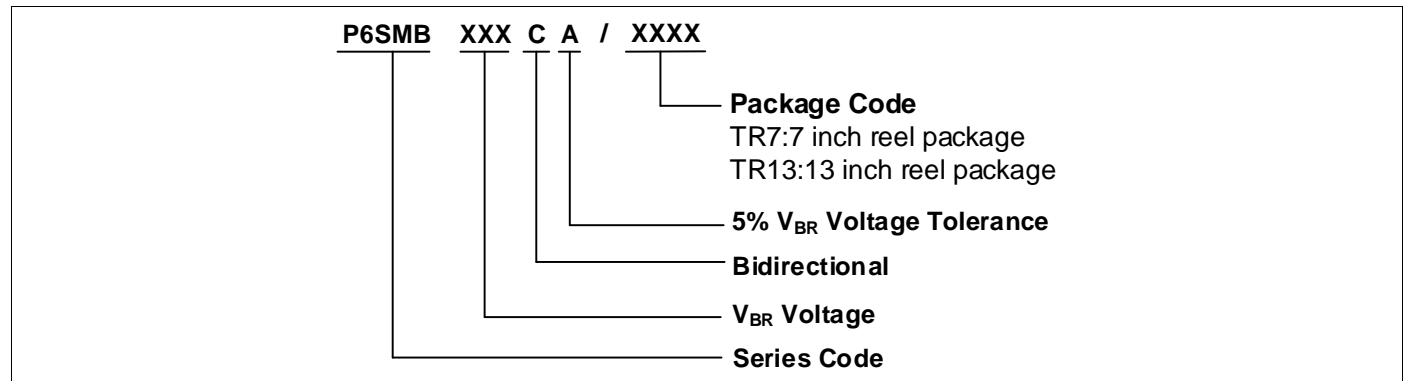 P6SMB XXX C A / XXXX
Package Code
TR7:7 inch reel package
TR13:13 inch reel package
5% VBR Voltage Tolerance
Bidirectional
VBR Voltage
Series Code